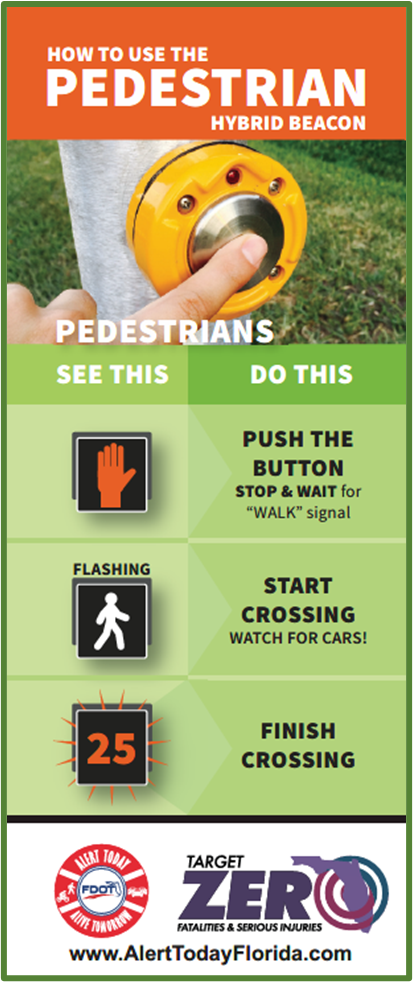 HOW TO USE THE
PEDESTRIAN
HYBRID BEACON
PEDESTRIANS
SEE THIS
DO THIS
PUSH THE
BUTTON
STOP & WAIT for
"WALK" signal
FLASHING
START
CROSSING
WATCH FOR CARS!
25
FINISH
CROSSING
ALERT TODAY
FDOT
ALIVE TOMORROW
TARGET
ZERO
FATALITIES & SERIOUS INJURIES
www.AlertTodayFlorida.com